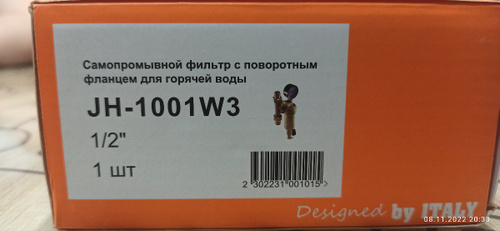 Самопромывной фильтр с поворотным
фланцем для горячей воды
JH-1001W3
1/2"
1 шт
2 302231 001015 >
Designed by ITALY
08.11.2022 20:33